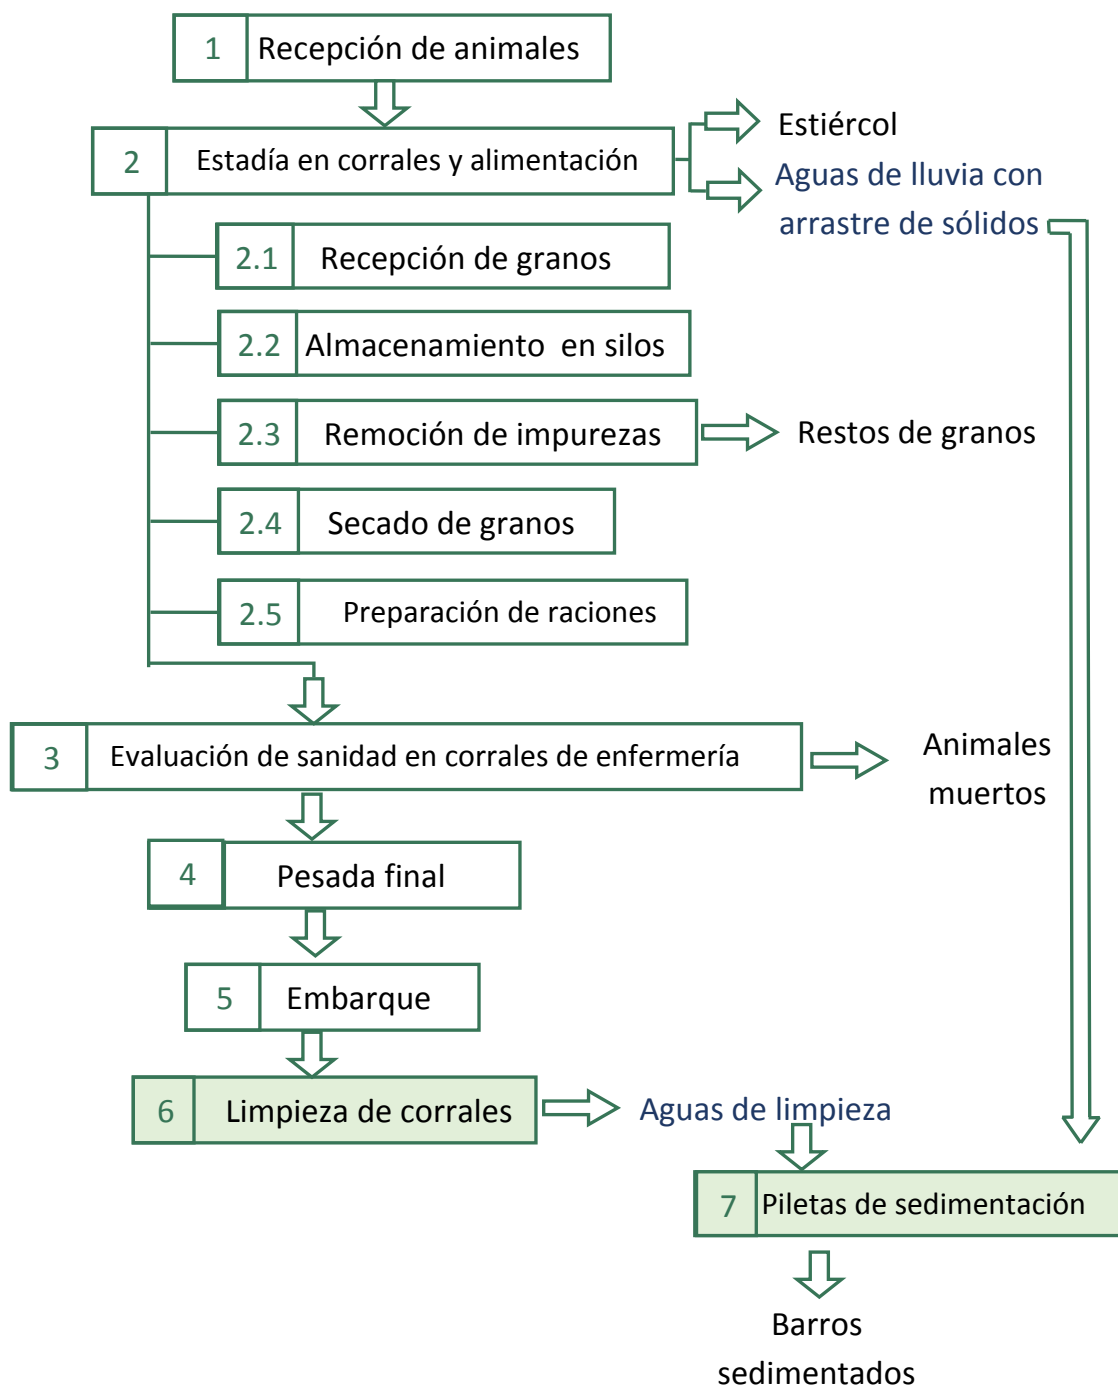 1 Recepción de animales
2 Estadía en corrales y alimentación
Estiércol
Aguas de lluvia con
arrastre de sólidos
2.1 Recepción de granos
2.2 Almacenamiento en silos
2.3 Remoción de impurezas
Restos de granos
2.4 Secado de granos
2.5 Preparación de raciones
3 Evaluación de sanidad en corrales de enfermería
Animales
muertos
4 Pesada final
5 Embarque
6 Limpieza de corrales
Aguas de limpieza
7 Piletas de sedimentación
Barros
sedimentados